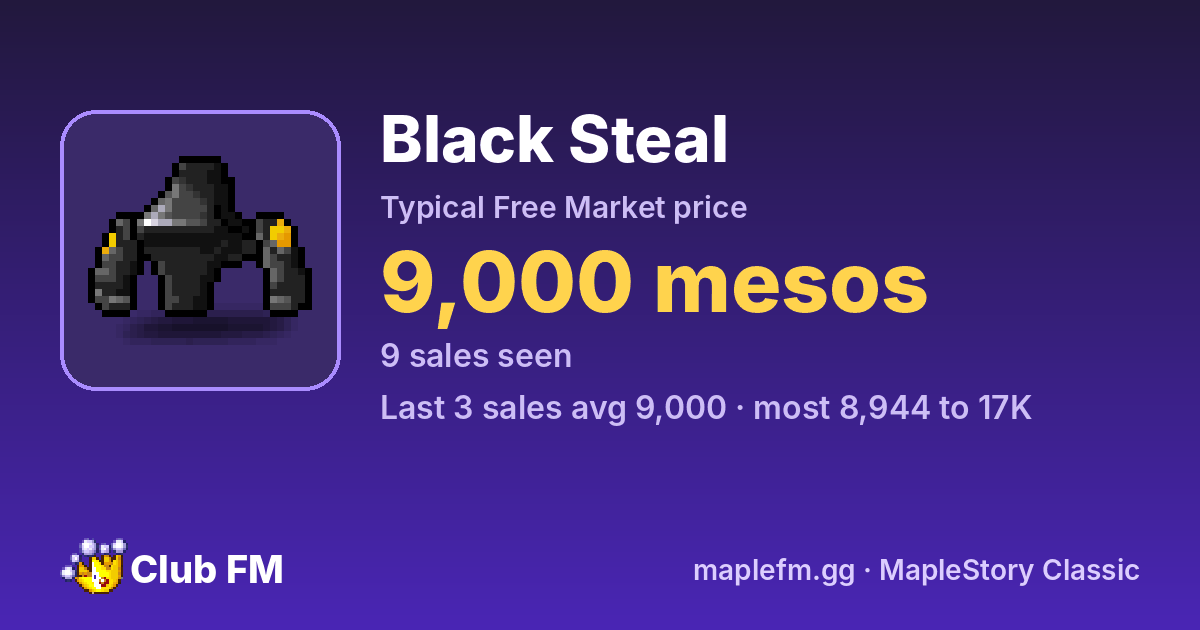 Black Steal
Typical Free Market price
9,000 mesos
9 sales seen
Last 3 sales avg 9,000 · most 8,944 to 17K
Club FM
maplefm.gg · MapleStory Classic